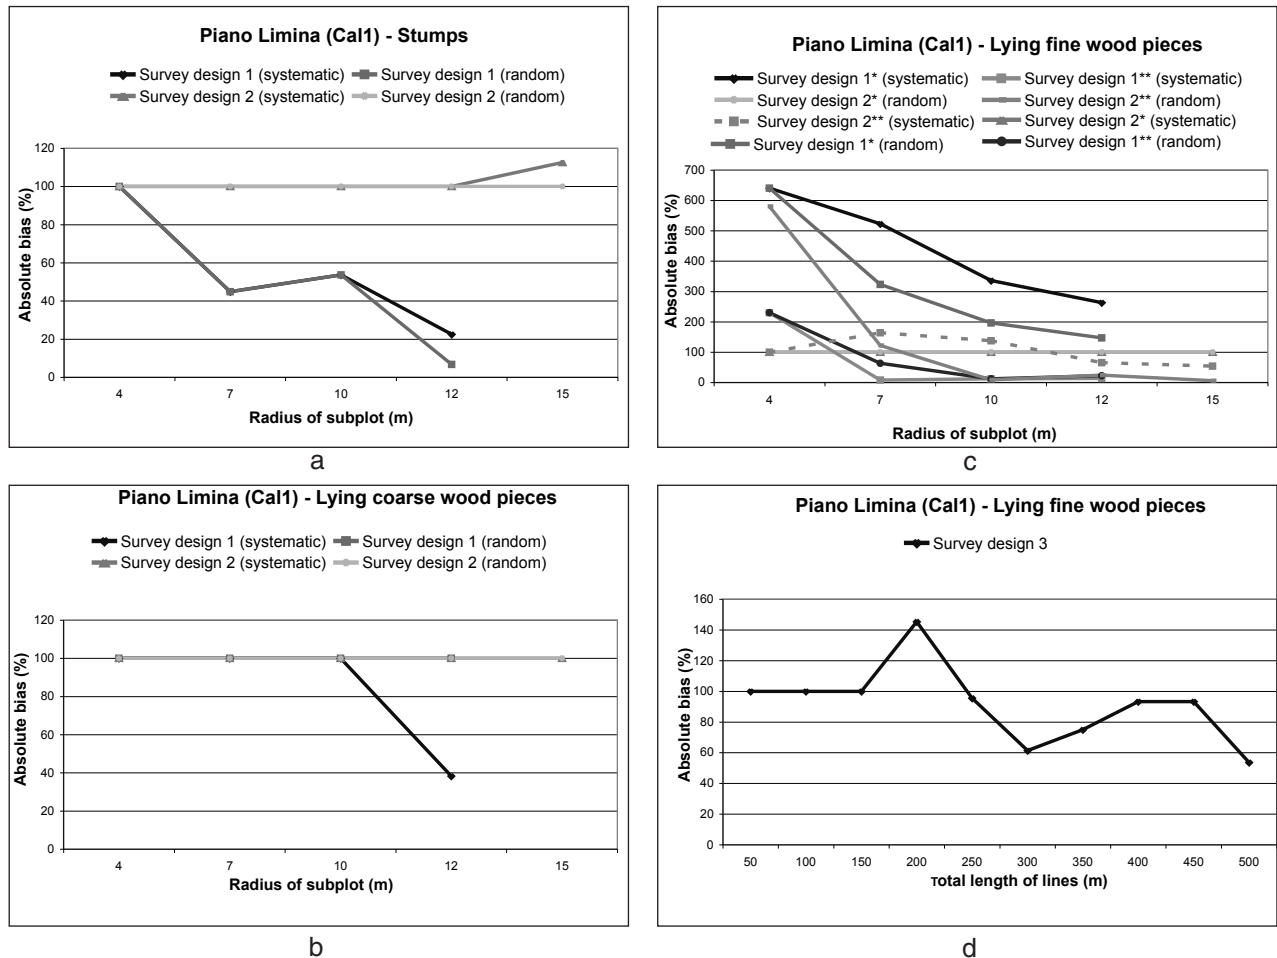 Piano Limina (Cal1) - Stumps
Survey design 1 (systematic) Survey design 1 (random)
Survey design 2 (systematic) Survey design 2 (random)
120
100
80
60
40
20
0
Absolute bias (%)
4 7 10 12 15
Radius of subplot (m)
a
Piano Limina (Cal1) - Lying fine wood pieces
Survey design 1* (systematic) Survey design 1** (systematic)
Survey design 2* (random) Survey design 2** (random)
Survey design 2** (systematic) Survey design 2* (systematic)
Survey design 1* (random) Survey design 1** (random)
700
600
500
400
300
200
100
0
Absolute bias (%)
4 7 10 12 15
Radius of subplot (m)
c
Piano Limina (Cal1) - Lying coarse wood pieces
Survey design 1 (systematic) Survey design 1 (random)
Survey design 2 (systematic) Survey design 2 (random)
120
100
80
60
40
20
0
Absolute bias (%)
4 7 10 12 15
Radius of subplot (m)
b
Piano Limina (Cal1) - Lying fine wood pieces
Survey design 3
160
140
120
100
80
60
40
20
0
Absolute bias (%)
50 100 150 200 250 300 350 400 450 500
Total length of lines (m)
d